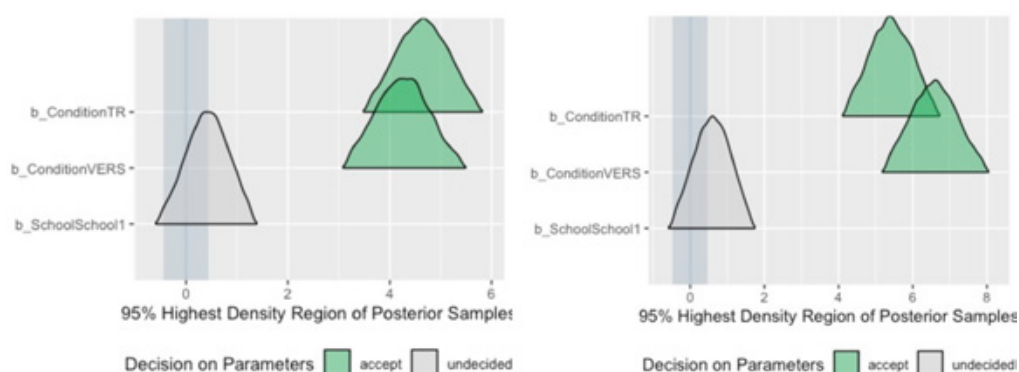 b_ConditionTR
b_ConditionVERS
b_SchoolSchool1
0 2 4 6
95% Highest Density Region of Posterior Samples
Decision on Parameters accept undecided
b_ConditionTR
b_ConditionVERS
b_SchoolSchool1
0 2 4 6 8
95% Highest Density Region of Posterior Samples
Decision on Parameters accept undecided